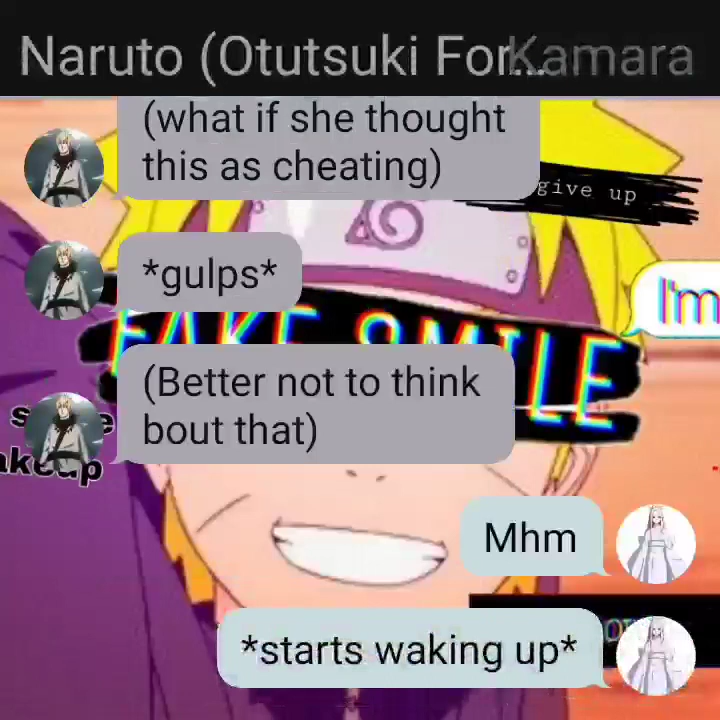 Naruto (Otutsuki For...
Kamara
(what if she thought
this as cheating)
give up
*gulps*
I'm
FAKE SMILE
(Better not to think
bout that)
Mhm
*starts waking up*